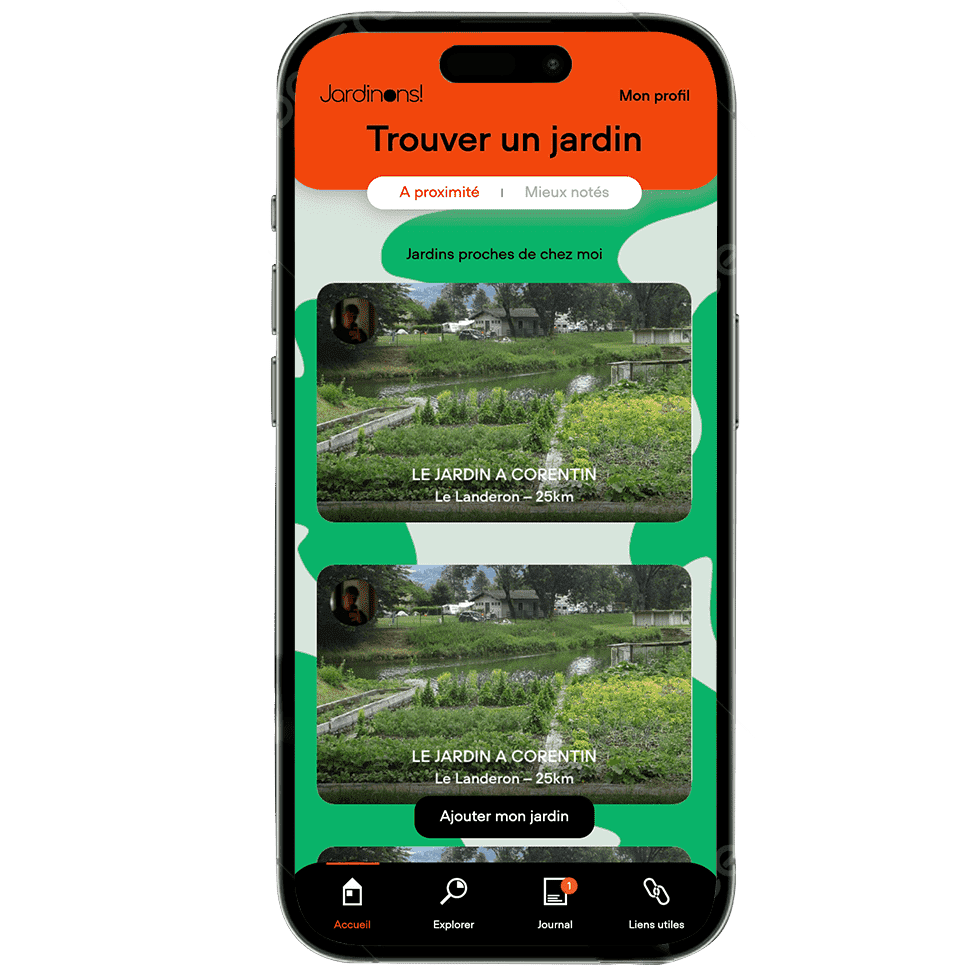 Jardinons!
Mon profil
Trouver un jardin
A proximité | Mieux notés
Jardins proches de chez moi
LE JARDIN A CORENTIN
Le Landeron – 25km
LE JARDIN A CORENTIN
Le Landeron – 25km
Ajouter mon jardin
1
Accueil
Explorer
Journal
Liens utiles